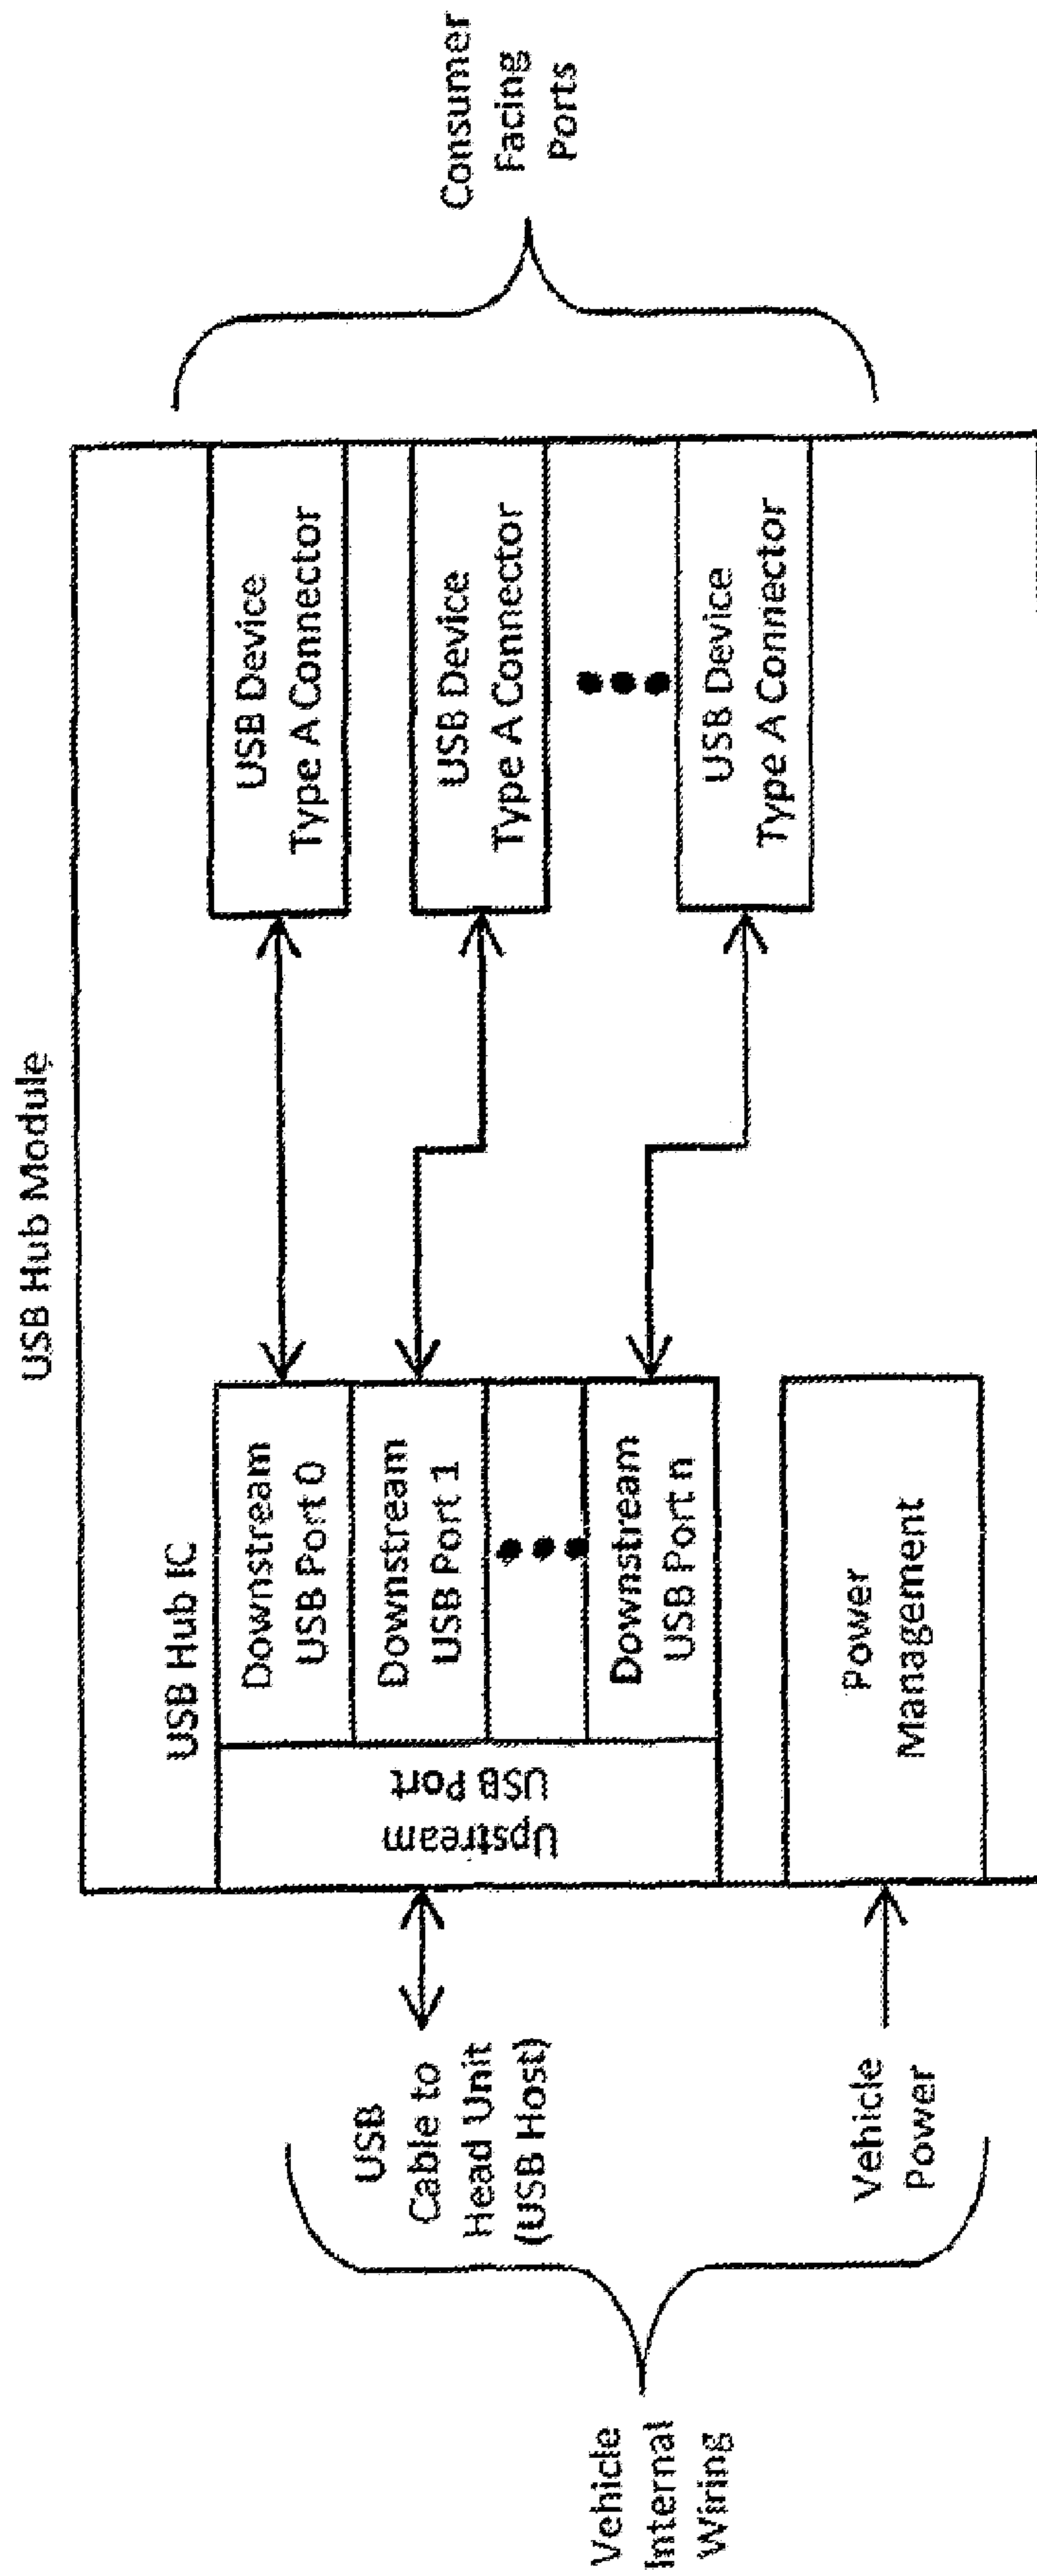 USB Hub Module
USB Hub IC
Vehicle
Internal
Wiring
USB
Cable to
Head Unit
(USB Host)
Vehicle
Power
Upstream
USB Port
Downstream
USB Port 0
Downstream
USB Port 1
Downstream
USB Port n
Power
Management
USB Device
Type A Connector
USB Device
Type A Connector
USB Device
Type A Connector
Consumer
Facing
Ports